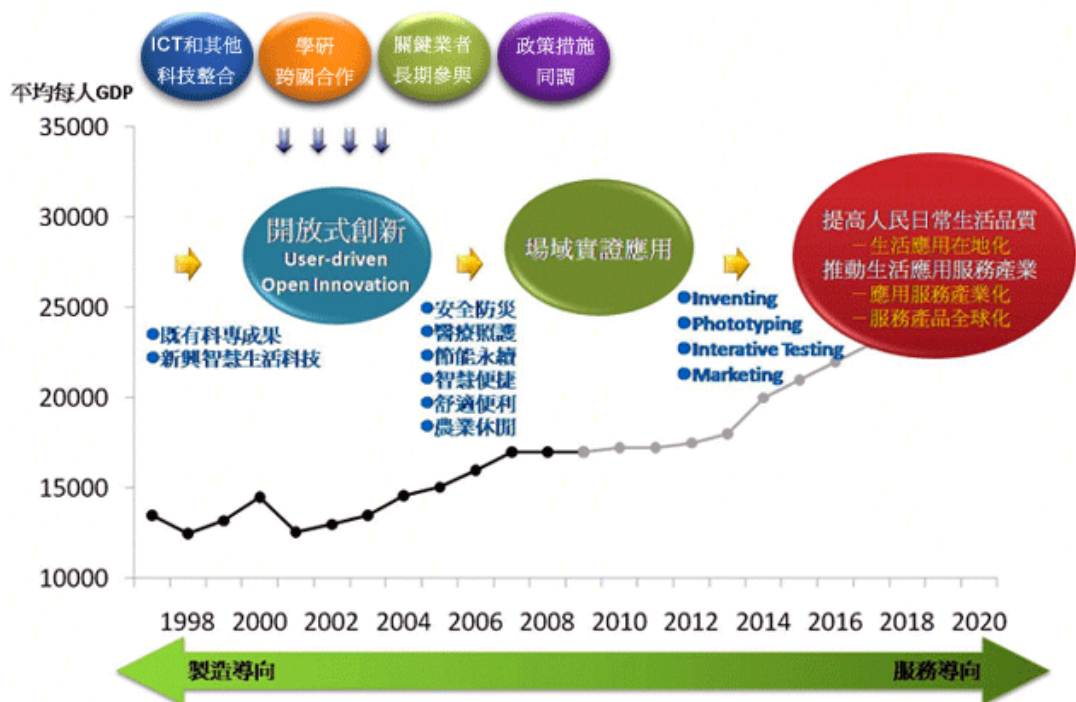 ICT和其他
科技整合
學研
跨國合作
關鍵業者
長期參與
政策措施
同調
平均每人GDP
35000
30000
25000
20000
15000
10000
開放式創新
User-driven
Open Innovation
場域實證應用
提高人民日常生活品質
－生活應用在地化
推動生活應用服務產業
－應用服務產業化
－服務產品全球化
●既有科專成果
●新興智慧生活科技
●安全防災
●醫療照護
●節能永續
●智慧便捷
●舒適便利
●農業休閒
●Inventing
●Phototyping
●Interative Testing
●Marketing
1998 2000 2002 2004 2006 2008 2010 2012 2014 2016 2018 2020
製造導向
服務導向